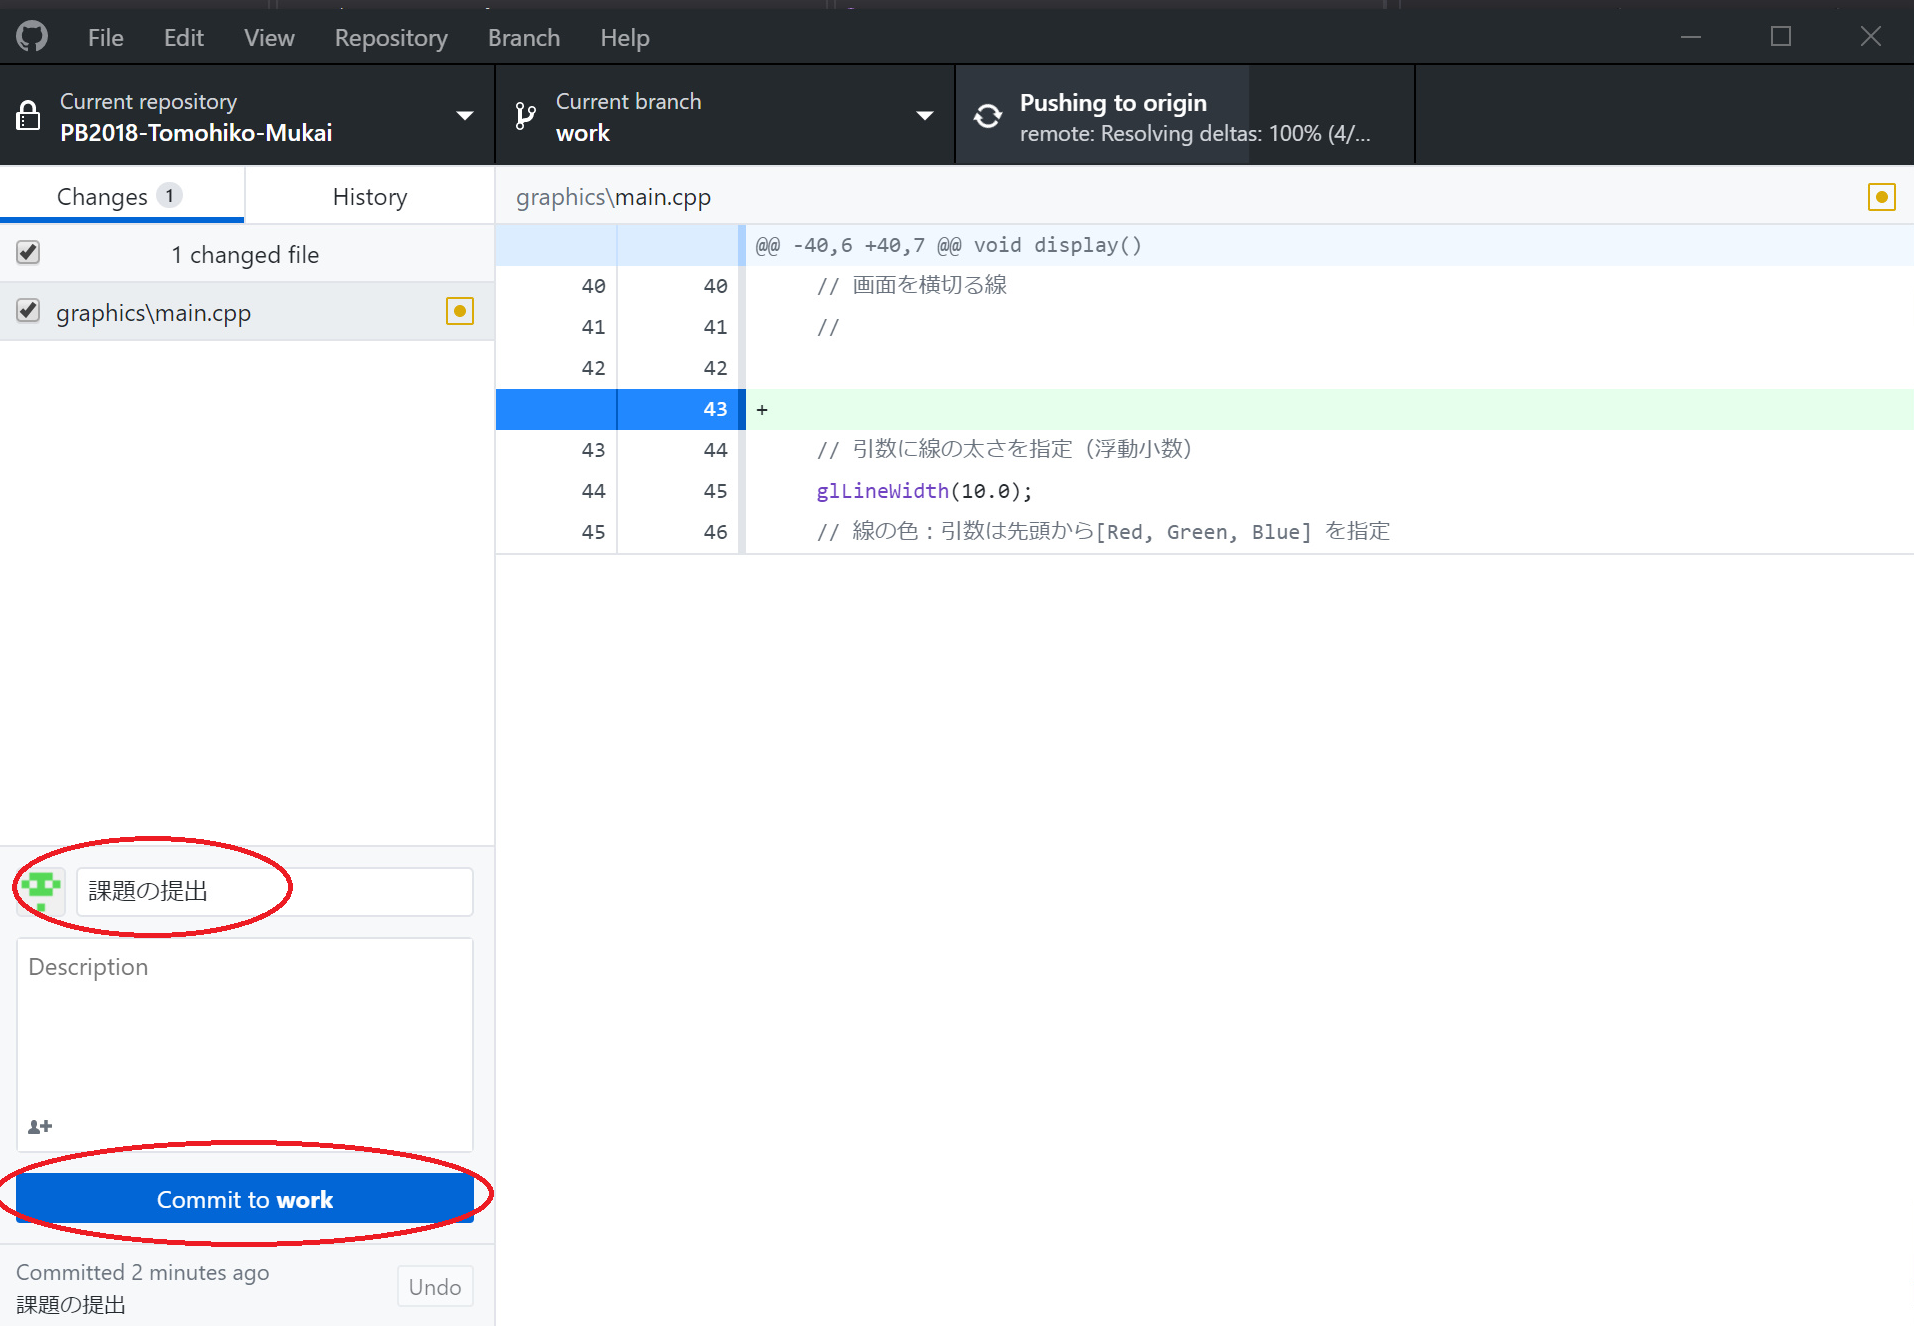 File Edit View Repository Branch Help
Current repository
PB2018-Tomohiko-Mukai
Current branch
work
Pushing to origin
remote: Resolving deltas: 100% (4/...
Changes 1 History
1 changed file
graphics\main.cpp
graphics\main.cpp
@@ -40,6 +40,7 @@ void display()
40 40 // 画面を横切る線
41 41 //
42 42
43 +
43 44 // 引数に線の太さを指定（浮動小数）
44 45 glLineWidth(10.0);
45 46 // 線の色：引数は先頭から[Red, Green, Blue] を指定
課題の提出
Description
Commit to work
Committed 2 minutes ago
課題の提出
Undo